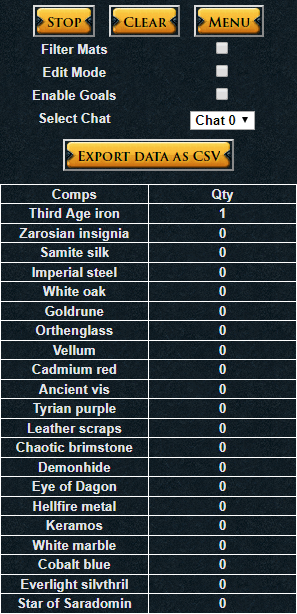 STOP CLEAR MENU
Filter Mats
Edit Mode
Enable Goals
Select Chat Chat 0
EXPORT DATA AS CSV
Comps Qty
Third Age iron 1
Zarosian insignia 0
Samite silk 0
Imperial steel 0
White oak 0
Goldrune 0
Orthenglass 0
Vellum 0
Cadmium red 0
Ancient vis 0
Tyrian purple 0
Leather scraps 0
Chaotic brimstone 0
Demonhide 0
Eye of Dagon 0
Hellfire metal 0
Keramos 0
White marble 0
Cobalt blue 0
Everlight silvthril 0
Star of Saradomin 0